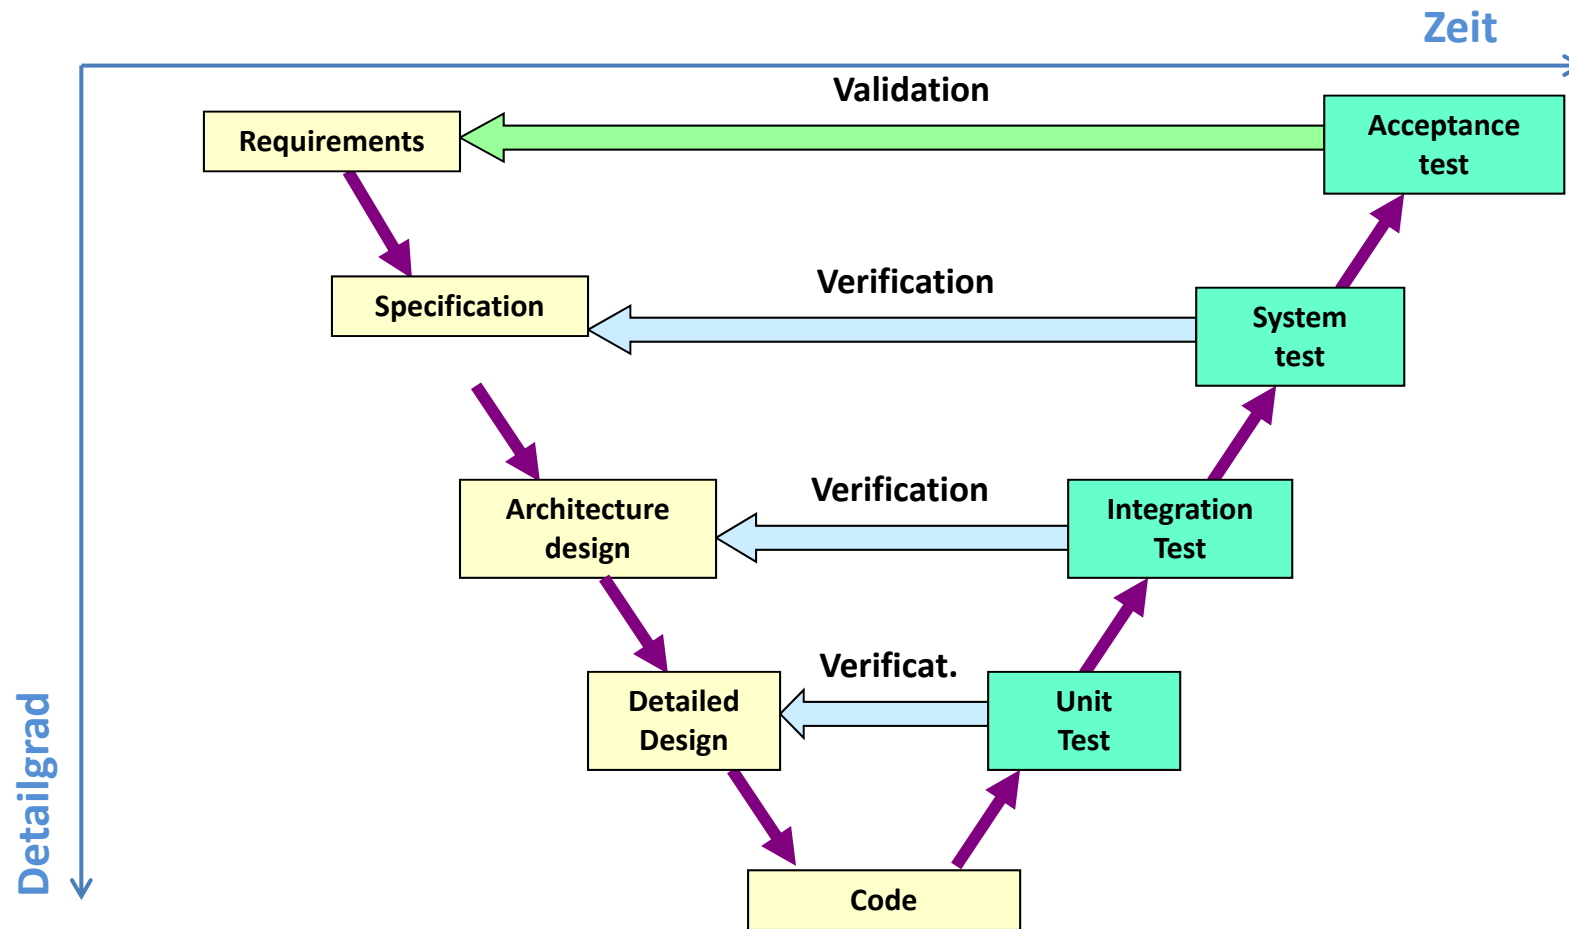 Zeit
Validation
Requirements
Acceptance
test
Verification
Specification
System
test
Verification
Architecture
design
Integration
Test
Verificat.
Detailed
Design
Unit
Test
Detailgrad
Code